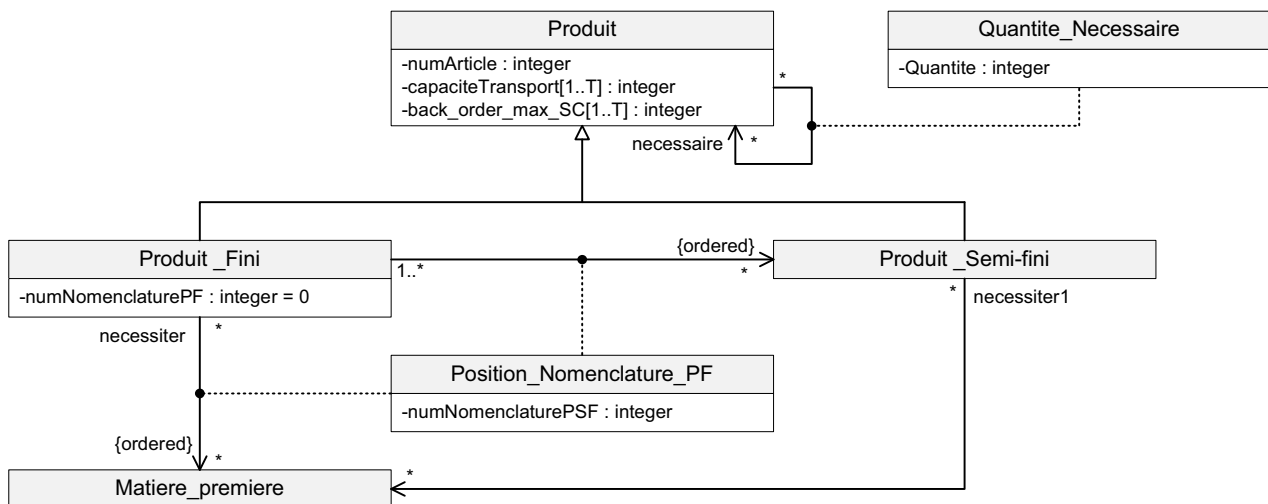 Produit
-numArticle : integer
-capaciteTransport[1..T] : integer
-back_order_max_SC[1..T] : integer
Quantite_Necessaire
-Quantite : integer
*
necessaire
*
Produit _Fini
-numNomenclaturePF : integer = 0
1..*
{ordered}
*
Produit _Semi-fini
necessiter
*
*
necessiter1
Position_Nomenclature_PF
-numNomenclaturePSF : integer
{ordered}
*
*
Matiere_premiere